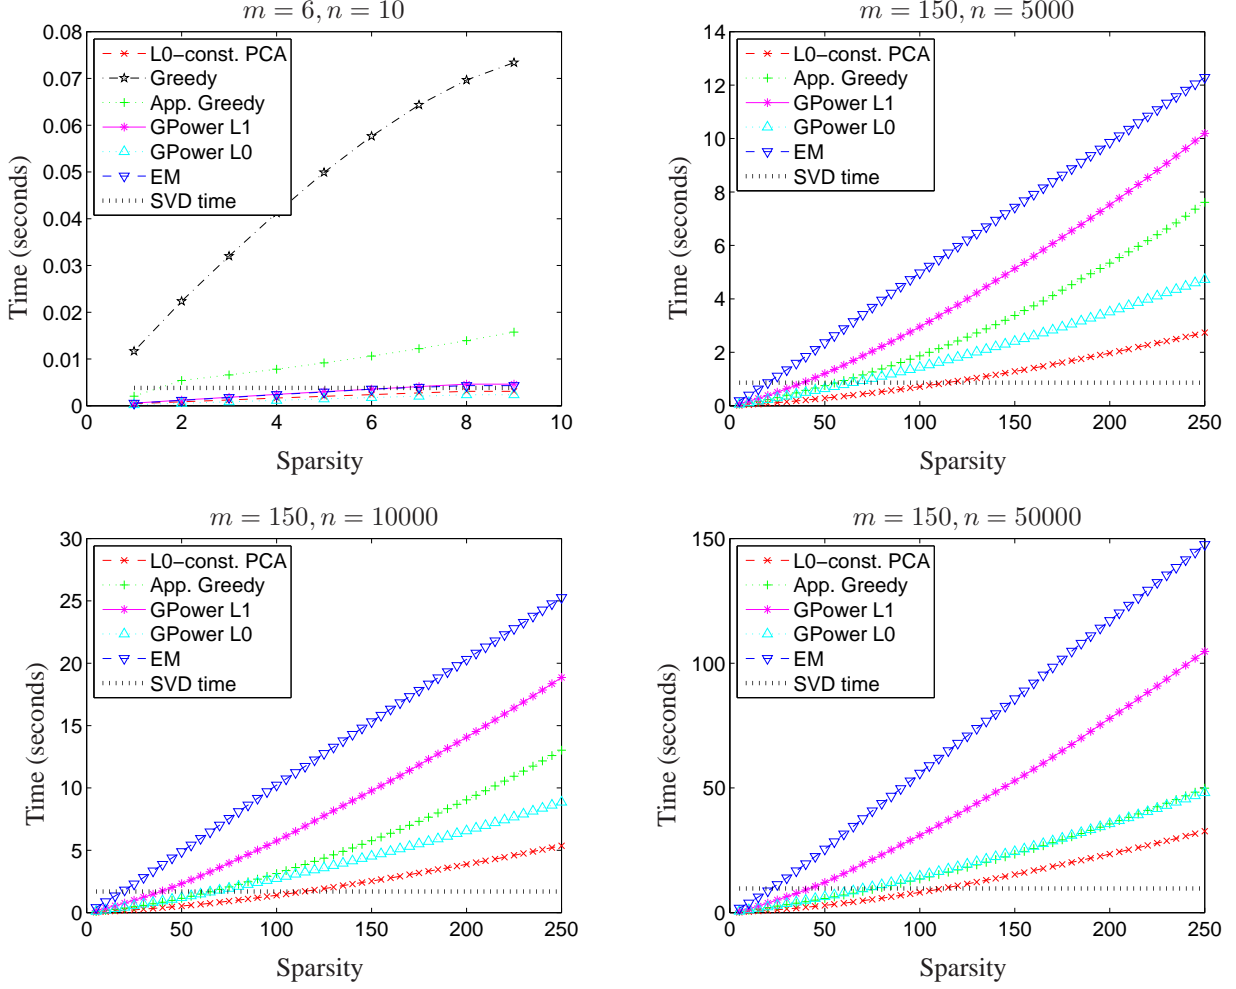 m = 6, n = 10
0.08
0.07
0.06
0.05
0.04
0.03
0.02
0.01
0
Time (seconds)
L0−const. PCA
Greedy
App. Greedy
GPower L1
GPower L0
EM
SVD time
0 2 4 6 8 10
Sparsity
m = 150, n = 5000
14
12
10
8
6
4
2
0
Time (seconds)
L0−const. PCA
App. Greedy
GPower L1
GPower L0
EM
SVD time
0 50 100 150 200 250
Sparsity
m = 150, n = 10000
30
25
20
15
10
5
0
Time (seconds)
L0−const. PCA
App. Greedy
GPower L1
GPower L0
EM
SVD time
0 50 100 150 200 250
Sparsity
m = 150, n = 50000
150
100
50
0
Time (seconds)
L0−const. PCA
App. Greedy
GPower L1
GPower L0
EM
SVD time
0 50 100 150 200 250
Sparsity